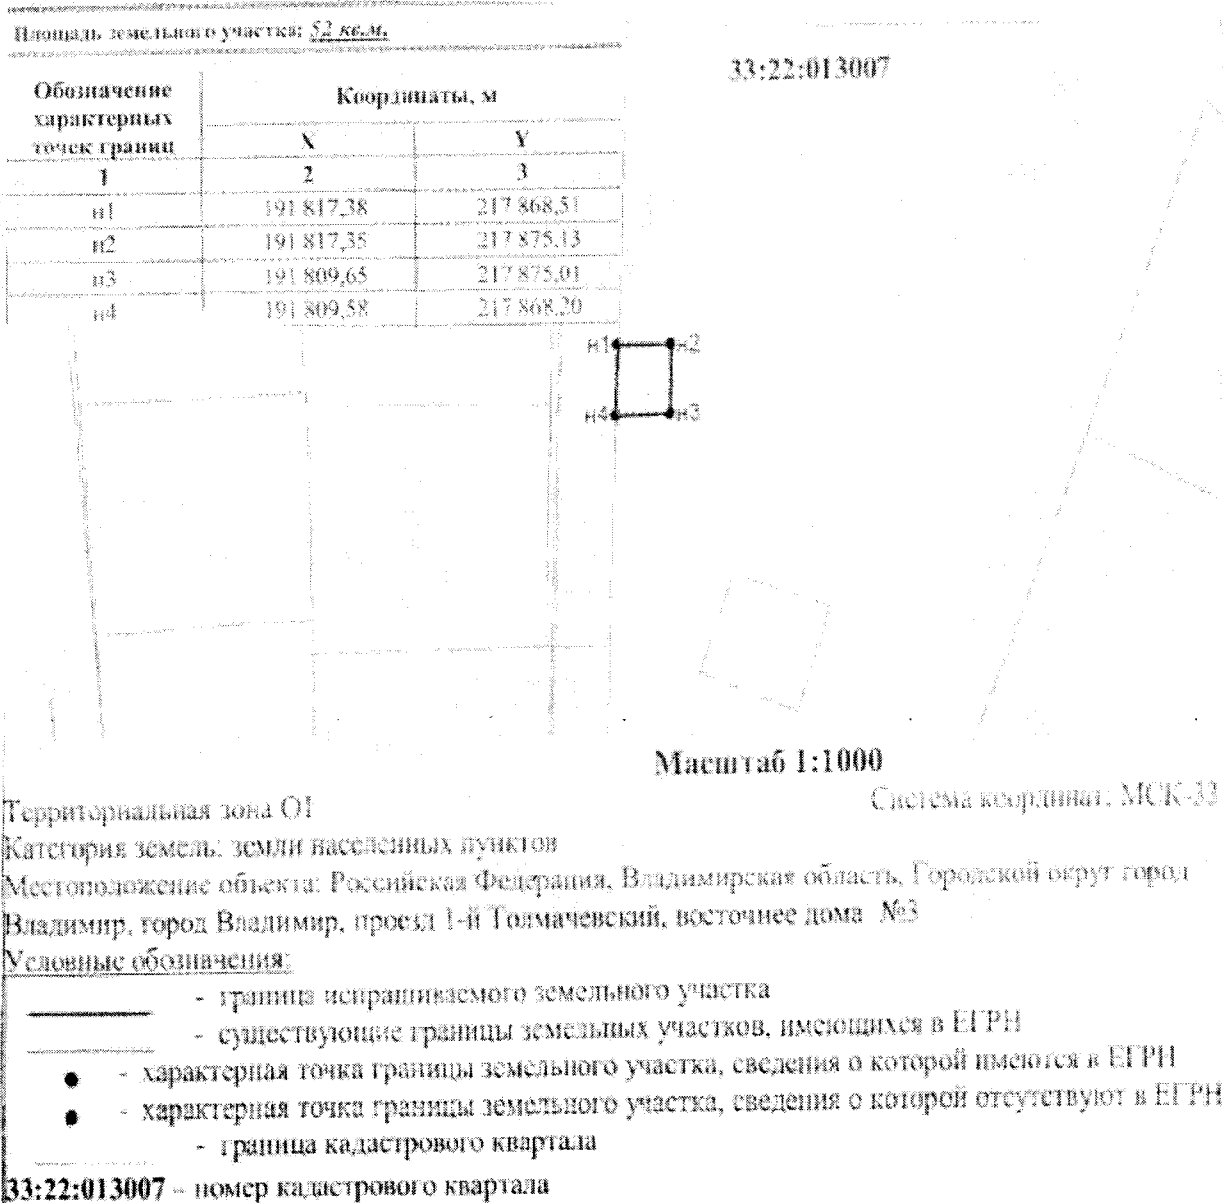 Площадь земельного участка: 52 кв.м.
33:22:013007
Обозначение характерных точек границ
Координаты, м
X Y
1 2 3
н1 191 817,38 217 868,51
н2 191 817,35 217 875,13
н3 191 809,65 217 875,01
н4 191 809,58 217 868,20
н1 н2
н4 н3
Масштаб 1:1000
Территориальная зона О1
Система координат: МСК-33
Категория земель: земли населенных пунктов
Местоположение объекта: Российская Федерация, Владимирская область, Городской округ город
Владимир, город Владимир, проезд 1-й Толмачевский, восточнее дома №3
Условные обозначения:
- граница испрашиваемого земельного участка
- существующие границы земельных участков, имеющихся в ЕГРН
- характерная точка границы земельного участка, сведения о которой имеются в ЕГРН
- характерная точка границы земельного участка, сведения о которой отсутствуют в ЕГРН
- граница кадастрового квартала
33:22:013007 – номер кадастрового квартала